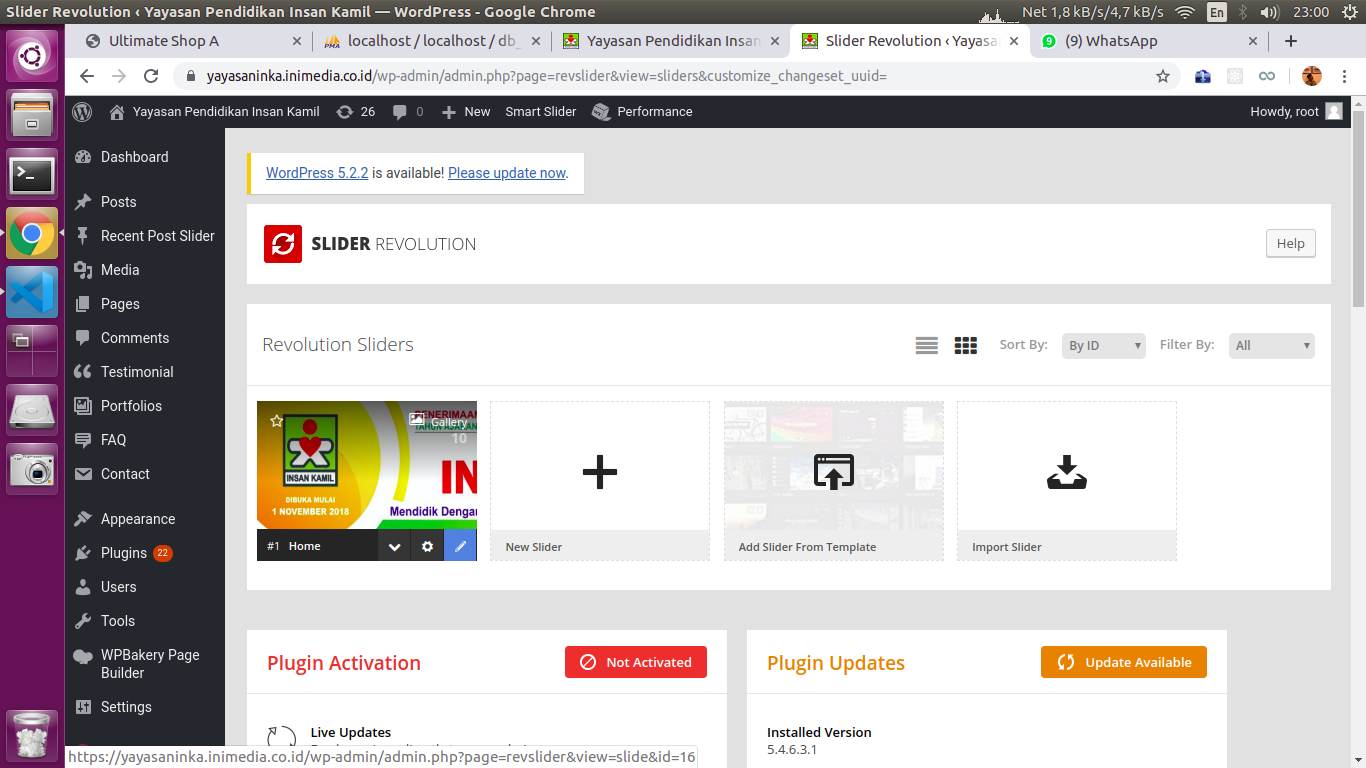 Slider Revolution ‹ Yayasan Pendidikan Insan Kamil — WordPress - Google Chrome
Net 1,8 kB/s/4,7 kB/s
En
23:00
Ultimate Shop A
localhost / localhost / db_
Yayasan Pendidikan Insan
Slider Revolution ‹ Yayasa
(9) WhatsApp
yayasaninka.inimedia.co.id/wp-admin/admin.php?page=revslider&view=sliders&customize_changeset_uuid=
Yayasan Pendidikan Insan Kamil
26
0
New
Smart Slider
Performance
Howdy, root
Dashboard
Posts
Recent Post Slider
Media
Pages
Comments
Testimonial
Portfolios
FAQ
Contact
Appearance
Plugins 22
Users
Tools
WPBakery Page
Builder
Settings
WordPress 5.2.2 is available! Please update now.
SLIDER REVOLUTION
Help
Revolution Sliders
Sort By:
By ID
Filter By:
All
PENERIMAAN
Gallery
10
INSAN KAMIL
DIBUKA MULAI
1 NOVEMBER 2018
IN
Mendidik Dengan
#1 Home
New Slider
Add Slider From Template
Import Slider
Plugin Activation
Not Activated
Live Updates
Plugin Updates
Update Available
Installed Version
5.4.6.3.1
https://yayasaninka.inimedia.co.id/wp-admin/admin.php?page=revslider&view=slide&id=16